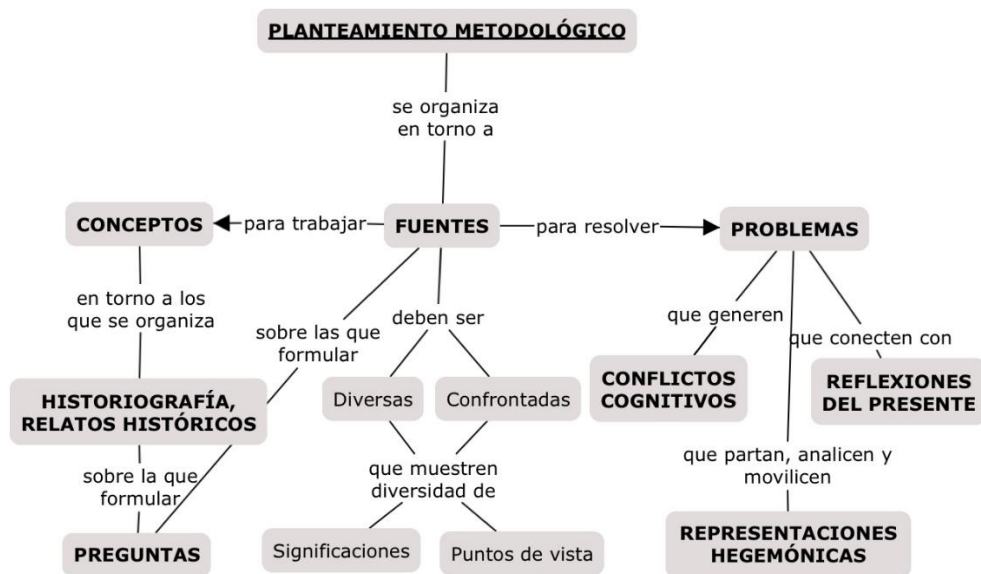 PLANTEAMIENTO METODOLÓGICO
se organiza
en torno a
CONCEPTOS
para trabajar
FUENTES
para resolver
PROBLEMAS
en torno a los
que se organiza
sobre las que
formular
deben ser
que generen
que conecten con
HISTORIOGRAFÍA,
RELATOS HISTÓRICOS
Diversas
Confrontadas
CONFLICTOS
COGNITIVOS
REFLEXIONES
DEL PRESENTE
sobre la que
formular
que muestren
diversidad de
que partan, analicen y
movilicen
PREGUNTAS
Significaciones
Puntos de vista
REPRESENTACIONES
HEGEMÓNICAS